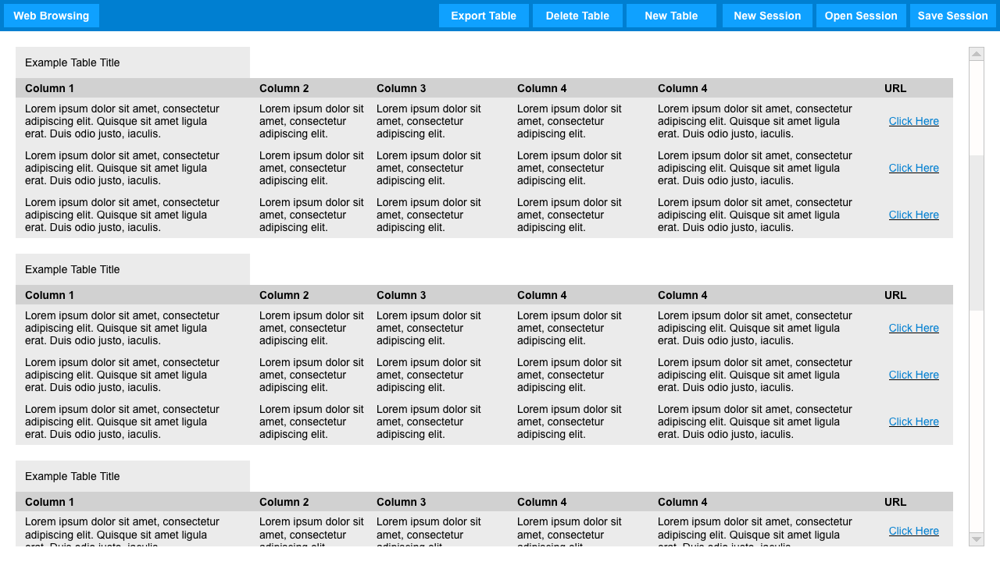 Web Browsing Export Table Delete Table New Table New Session Open Session Save Session
Example Table Title
Column 1 Column 2 Column 3 Column 4 Column 4 URL
Lorem ipsum dolor sit amet, consectetur Lorem ipsum dolor sit Lorem ipsum dolor sit Lorem ipsum dolor sit Lorem ipsum dolor sit amet, consectetur
adipiscing elit. Quisque sit amet ligula amet, consectetur amet, consectetur amet, consectetur adipiscing elit. Quisque sit amet ligula Click Here
erat. Duis odio justo, iaculis. adipiscing elit. adipiscing elit. adipiscing elit. erat. Duis odio justo, iaculis.
Lorem ipsum dolor sit amet, consectetur Lorem ipsum dolor sit Lorem ipsum dolor sit Lorem ipsum dolor sit Lorem ipsum dolor sit amet, consectetur
adipiscing elit. Quisque sit amet ligula amet, consectetur amet, consectetur amet, consectetur adipiscing elit. Quisque sit amet ligula Click Here
erat. Duis odio justo, iaculis. adipiscing elit. adipiscing elit. adipiscing elit. erat. Duis odio justo, iaculis.
Lorem ipsum dolor sit amet, consectetur Lorem ipsum dolor sit Lorem ipsum dolor sit Lorem ipsum dolor sit Lorem ipsum dolor sit amet, consectetur
adipiscing elit. Quisque sit amet ligula amet, consectetur amet, consectetur amet, consectetur adipiscing elit. Quisque sit amet ligula Click Here
erat. Duis odio justo, iaculis. adipiscing elit. adipiscing elit. adipiscing elit. erat. Duis odio justo, iaculis.
Example Table Title
Column 1 Column 2 Column 3 Column 4 Column 4 URL
Lorem ipsum dolor sit amet, consectetur Lorem ipsum dolor sit Lorem ipsum dolor sit Lorem ipsum dolor sit Lorem ipsum dolor sit amet, consectetur
adipiscing elit. Quisque sit amet ligula amet, consectetur amet, consectetur amet, consectetur adipiscing elit. Quisque sit amet ligula Click Here
erat. Duis odio justo, iaculis. adipiscing elit. adipiscing elit. adipiscing elit. erat. Duis odio justo, iaculis.
Lorem ipsum dolor sit amet, consectetur Lorem ipsum dolor sit Lorem ipsum dolor sit Lorem ipsum dolor sit Lorem ipsum dolor sit amet, consectetur
adipiscing elit. Quisque sit amet ligula amet, consectetur amet, consectetur amet, consectetur adipiscing elit. Quisque sit amet ligula Click Here
erat. Duis odio justo, iaculis. adipiscing elit. adipiscing elit. adipiscing elit. erat. Duis odio justo, iaculis.
Lorem ipsum dolor sit amet, consectetur Lorem ipsum dolor sit Lorem ipsum dolor sit Lorem ipsum dolor sit Lorem ipsum dolor sit amet, consectetur
adipiscing elit. Quisque sit amet ligula amet, consectetur amet, consectetur amet, consectetur adipiscing elit. Quisque sit amet ligula Click Here
erat. Duis odio justo, iaculis. adipiscing elit. adipiscing elit. adipiscing elit. erat. Duis odio justo, iaculis.
Example Table Title
Column 1 Column 2 Column 3 Column 4 Column 4 URL
Lorem ipsum dolor sit amet, consectetur Lorem ipsum dolor sit Lorem ipsum dolor sit Lorem ipsum dolor sit Lorem ipsum dolor sit amet, consectetur
adipiscing elit. Quisque sit amet ligula amet, consectetur amet, consectetur amet, consectetur adipiscing elit. Quisque sit amet ligula Click Here